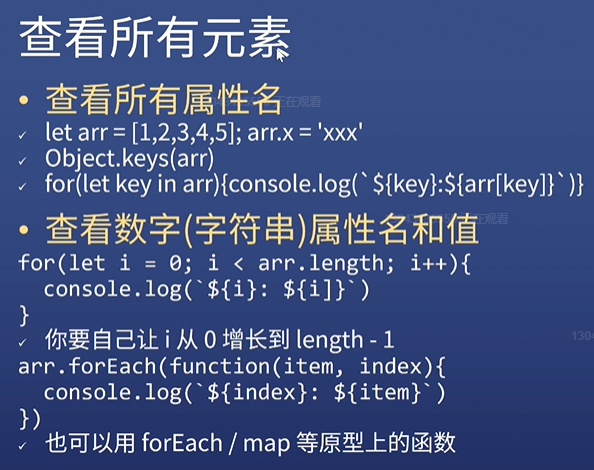 查看所有元素
• 查看所有属性名
✓ let arr = [1,2,3,4,5]; arr.x = 'xxx'
✓ Object.keys(arr)
✓ for(let key in arr){console.log(`${key}:${arr[key]}`)}
• 查看数字(字符串)属性名和值
for(let i = 0; i < arr.length; i++){
console.log(`${i}: ${i]}`)
}
✓ 你要自己让 i 从 0 增长到 length - 1
arr.forEach(function(item, index){
console.log(`${index}: ${item}`)
})
✓ 也可以用 forEach / map 等原型上的函数